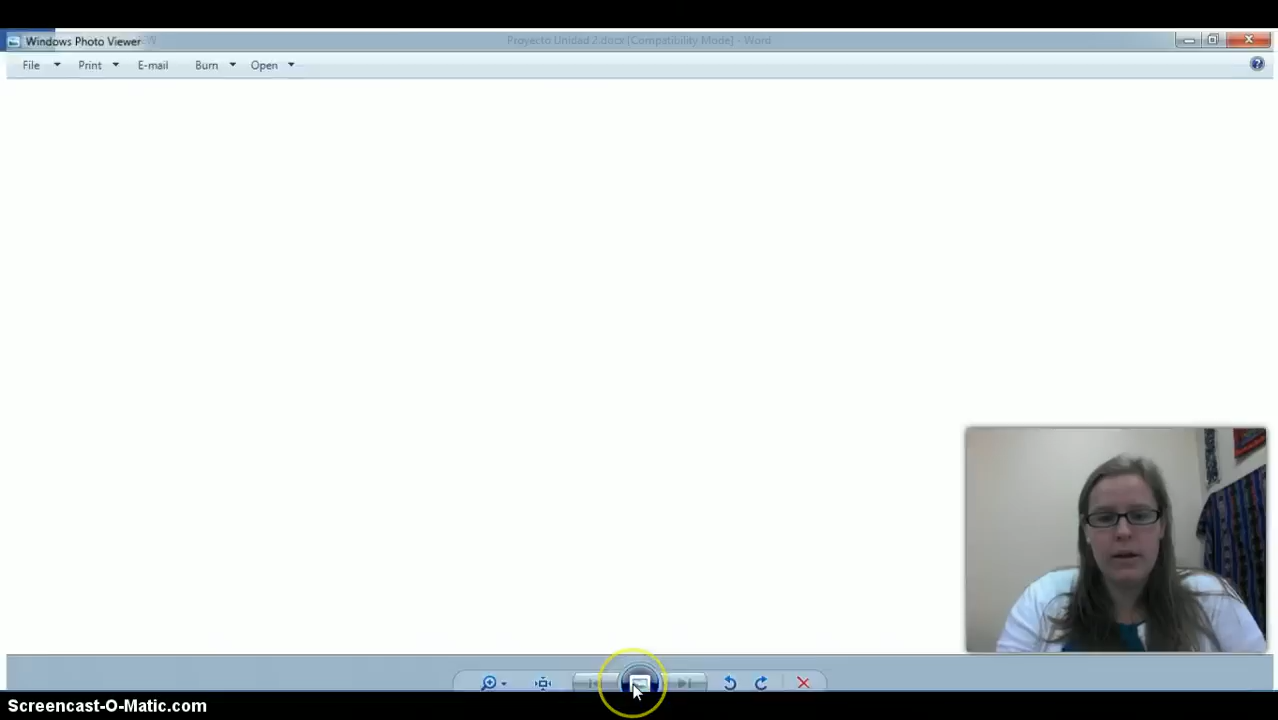 Windows Photo Viewer
Proyecto Unidad 2.docx [Compatibility Mode] - Word
File Print E-mail Burn Open
Screencast-O-Matic.com